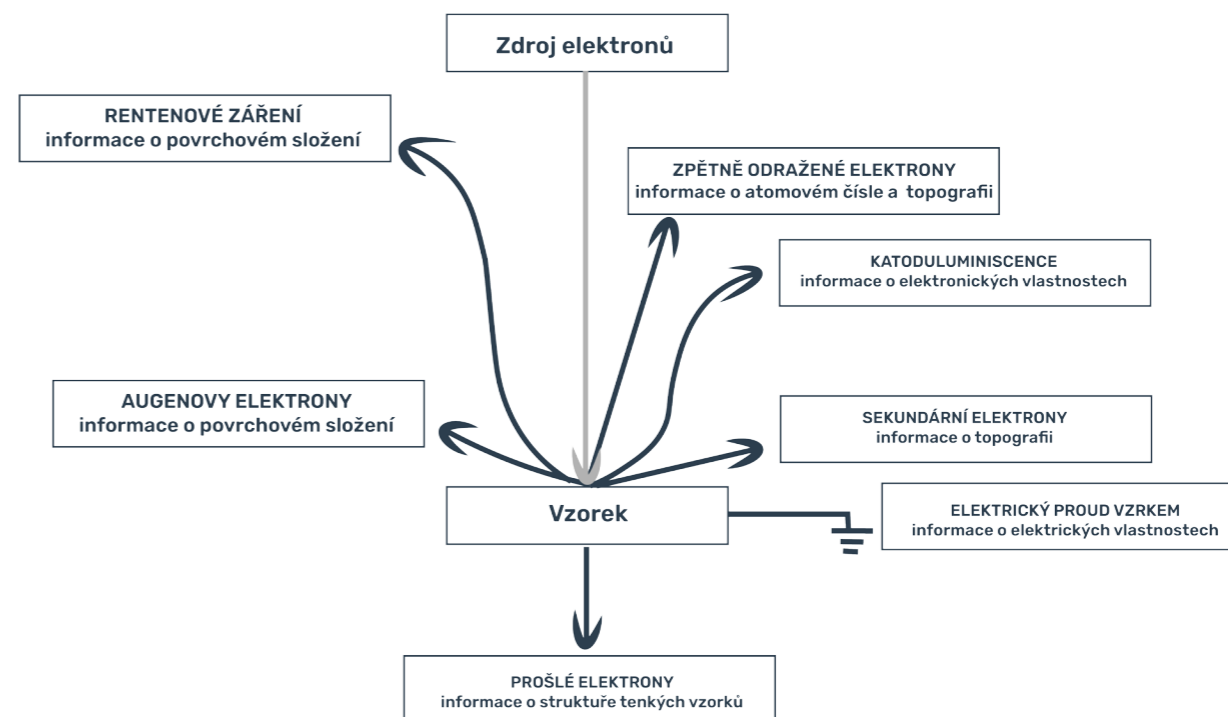 Zdroj elektronů
RENTENOVÉ ZÁŘENÍ
informace o povrchovém složení
ZPĚTNĚ ODRAŽENÉ ELEKTRONY
informace o atomovém čísle a topografii
KATODULUMINISCENCE
informace o elektronických vlastnostech
AUGENOVY ELEKTRONY
informace o povrchovém složení
SEKUNDÁRNÍ ELEKTRONY
informace o topografii
Vzorek
ELEKTRICKÝ PROUD VZRKEM
informace o elektrických vlastnostech
PROŠLÉ ELEKTRONY
informace o struktuře tenkých vzorků